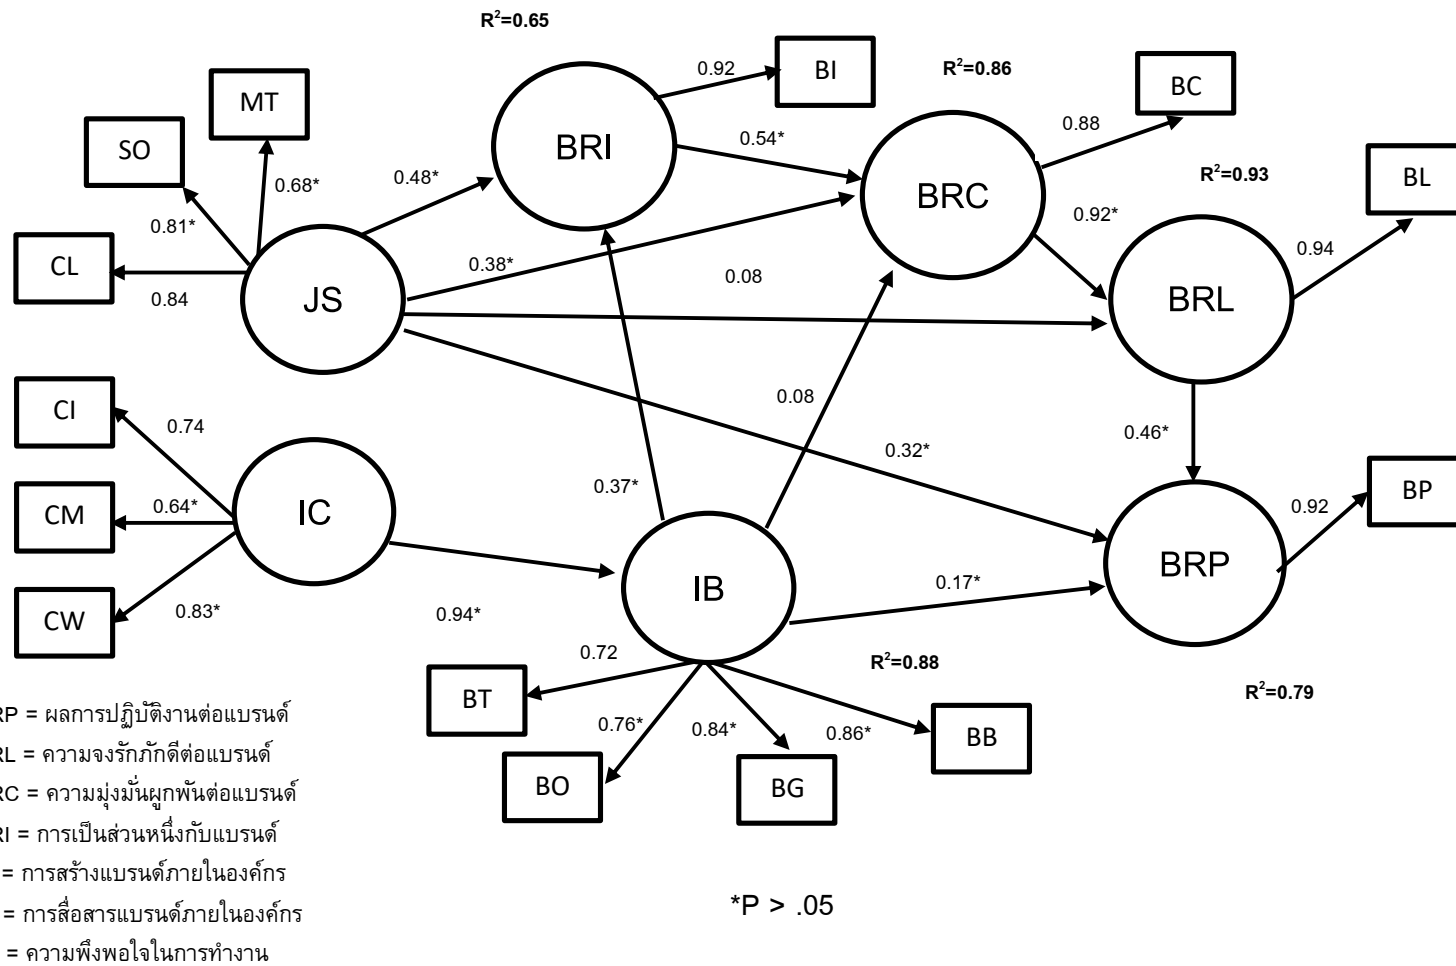 R²=0.65
BI
0.92
R²=0.86
BC
MT
0.88
SO
0.54*
BRI
R²=0.93
BL
0.68*
0.48*
BRC
0.81*
0.92*
CL
0.38*
0.08
0.94
0.84
JS
BRL
CI
0.74
0.08
0.46*
0.32*
CM
0.64*
IC
0.37*
BP
0.92
BRP
CW
0.83*
0.94*
IB
0.17*
0.72
R²=0.88
R²=0.79
BT
0.76*
0.84*
0.86*
BB
BO
BG
RP = ผลการปฏิบัติงานต่อแบรนด์
RL = ความจงรักภักดีต่อแบรนด์
RC = ความมุ่งมั่นผูกพันต่อแบรนด์
RI = การเป็นส่วนหนึ่งกับแบรนด์
= การสร้างแบรนด์ภายในองค์กร
= การสื่อสารแบรนด์ภายในองค์กร
= ความพึงพอใจในการทำงาน
*P > .05